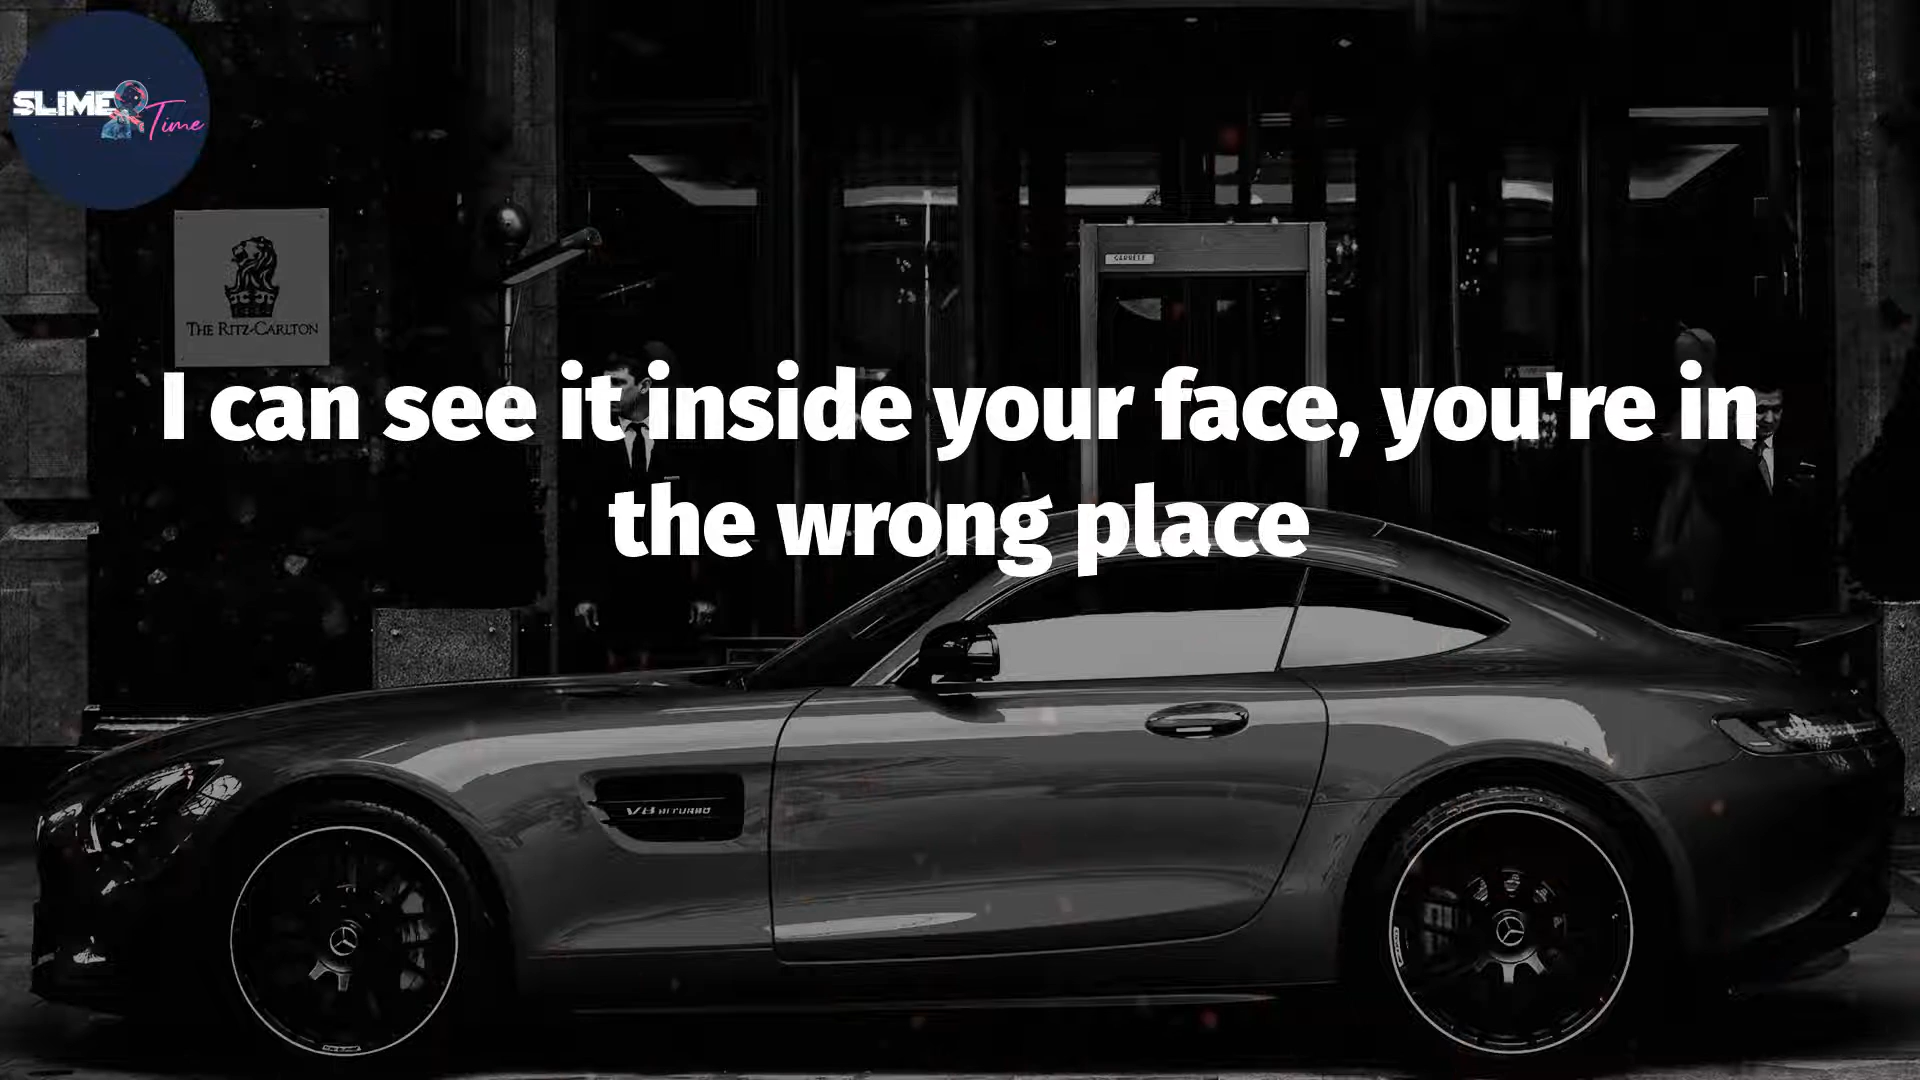 SLIME Time
THE RITZ-CARLTON
GARRETT
I can see it inside your face, you're in
the wrong place
V8 BITURBO